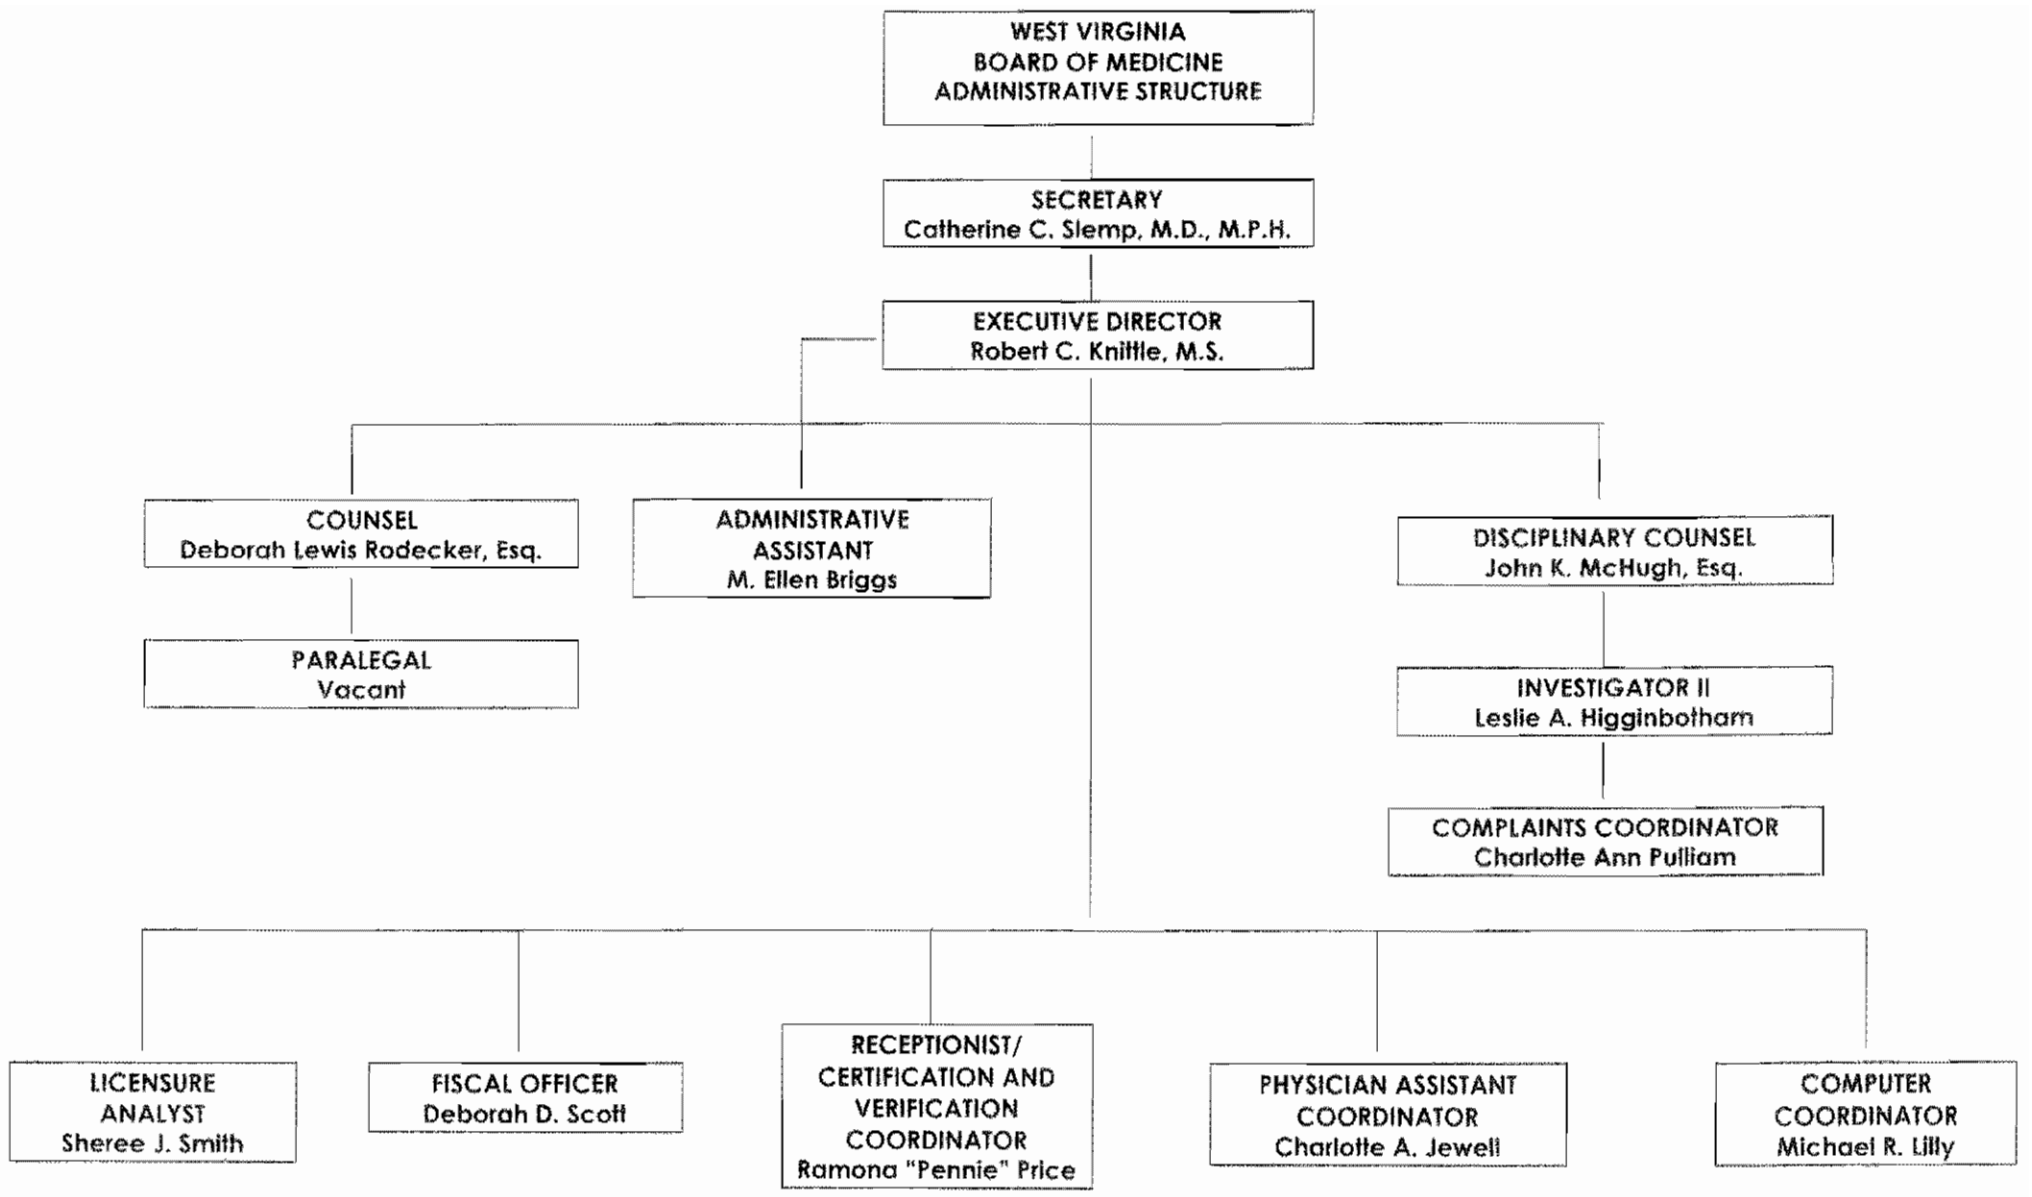 WEST VIRGINIA
BOARD OF MEDICINE
ADMINISTRATIVE STRUCTURE
SECRETARY
Catherine C. Slemp, M.D., M.P.H.
EXECUTIVE DIRECTOR
Robert C. Knittle, M.S.
COUNSEL
Deborah Lewis Rodecker, Esq.
ADMINISTRATIVE
ASSISTANT
M. Ellen Briggs
DISCIPLINARY COUNSEL
John K. McHugh, Esq.
PARALEGAL
Vacant
INVESTIGATOR II
Leslie A. Higginbotham
COMPLAINTS COORDINATOR
Charlotte Ann Pulliam
LICENSURE
ANALYST
Sheree J. Smith
FISCAL OFFICER
Deborah D. Scott
RECEPTIONIST/
CERTIFICATION AND
VERIFICATION
COORDINATOR
Ramona "Pennie" Price
PHYSICIAN ASSISTANT
COORDINATOR
Charlotte A. Jewell
COMPUTER
COORDINATOR
Michael R. Lilly